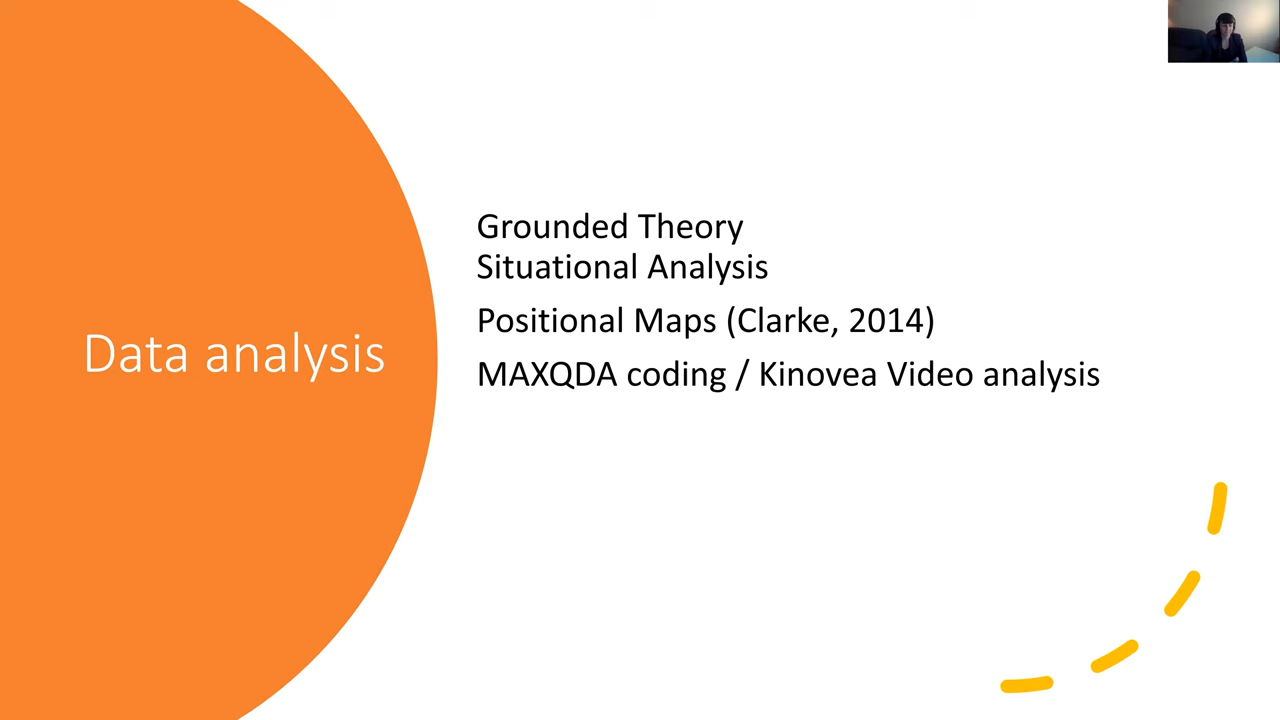 Data analysis
Grounded Theory
Situational Analysis
Positional Maps (Clarke, 2014)
MAXQDA coding / Kinovea Video analysis